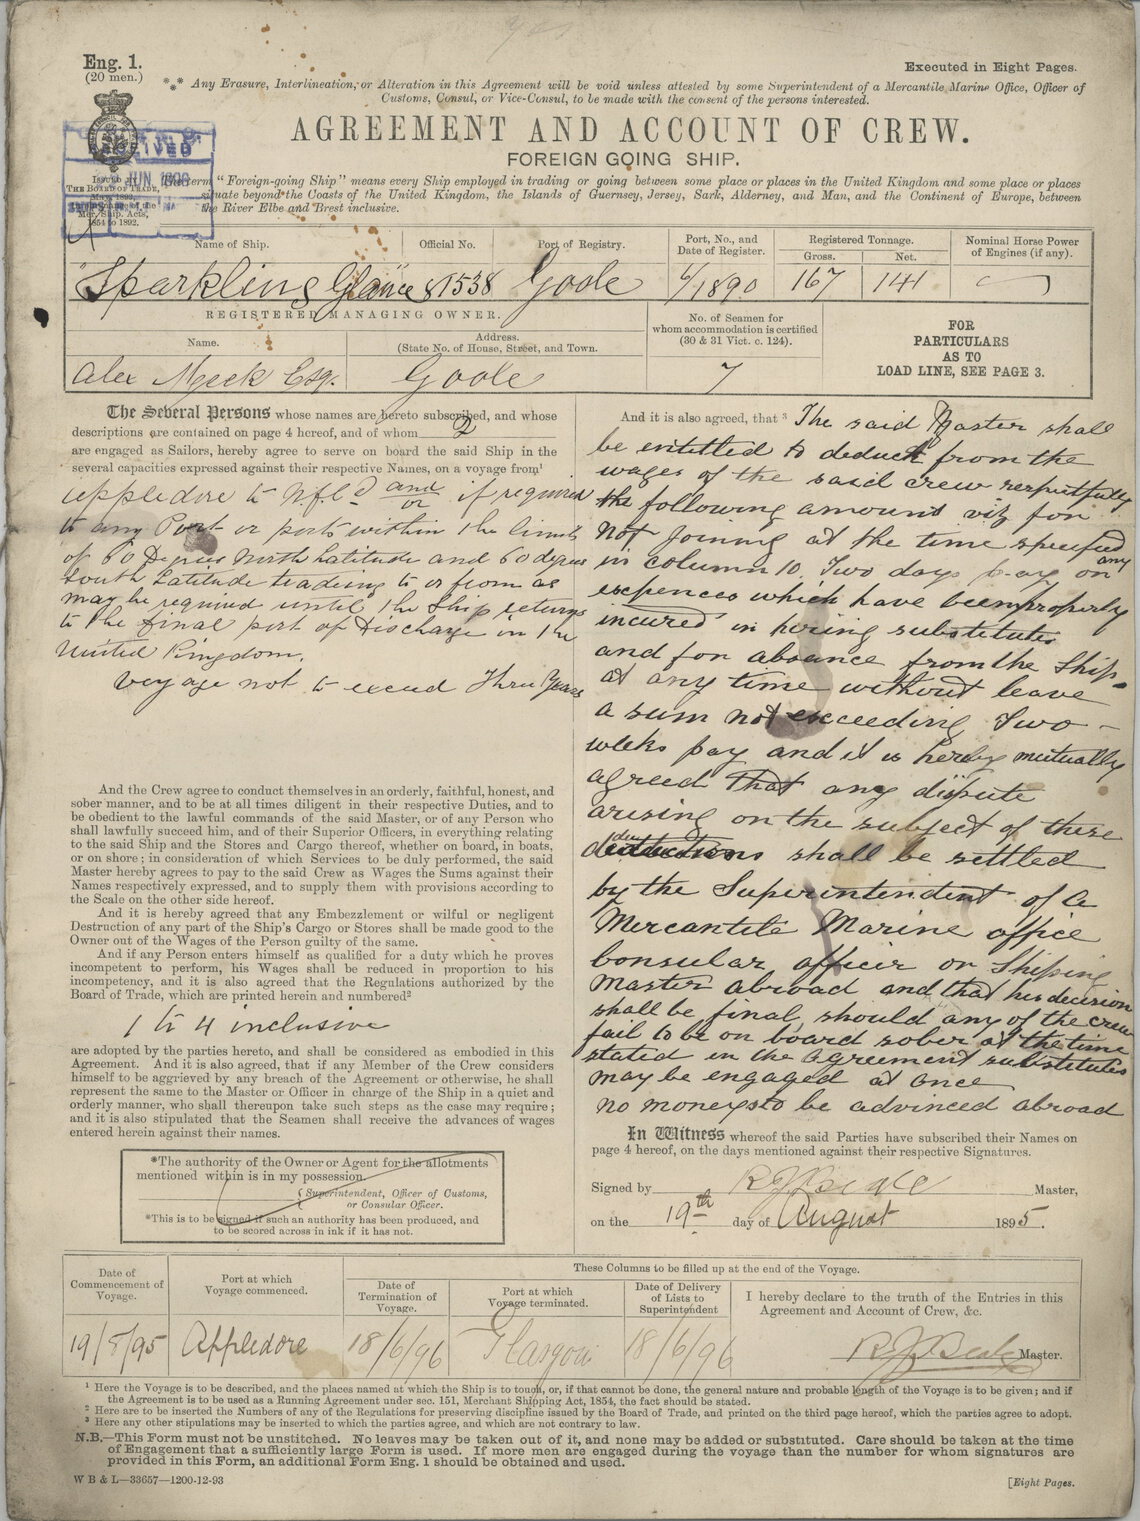 Eng. 1.
(20 men.)
Executed in Eight Pages.
*** Any Erasure, Interlineation, or Alteration in this Agreement will be void unless attested by some Superintendent of a Mercantile Marine Office, Officer of
Customs, Consul, or Vice-Consul, to be made with the consent of the persons interested.
AGREEMENT AND ACCOUNT OF CREW.
FOREIGN GOING SHIP.
JUN 1896
Issued by
THE BOARD OF TRADE,
Mer. Ship. Acts,
1854 to 1892.
term "Foreign-going Ship" means every Ship employed in trading or going between some place or places in the United Kingdom and some place or places
situate beyond the Coasts of the United Kingdom, the Islands of Guernsey, Jersey, Sark, Alderney, and Man, and the Continent of Europe, between
the River Elbe and Brest inclusive.
Name of Ship.
Official No.
Port of Registry.
Port, No., and
Date of Register.
Registered Tonnage.
Gross.
Net.
Nominal Horse Power
of Engines (if any).
"Sparkling Glance" 81538 Goole 6/1890 167 141
REGISTERED MANAGING OWNER.
Name.
Address.
(State No. of House, Street, and Town.
No. of Seamen for
whom accommodation is certified
(30 & 31 Vict. c. 124).
FOR
PARTICULARS
AS TO
LOAD LINE, SEE PAGE 3.
Alex Meek Esq. Goole 7
The Several Persons whose names are hereto subscribed, and whose
descriptions are contained on page 4 hereof, and of whom 2
are engaged as Sailors, hereby agree to serve on board the said Ship in the
several capacities expressed against their respective Names, on a voyage from¹
Appledore to N.F.L.D and/or if required
to any Port or ports within the limits
of 60 Degrees North Latitude and 60 degrees
South Latitude trading to or from as
may be required until the Ship returns
to the final port of Discharge in the
United Kingdom.
Voyage not to exceed Three Years
And the Crew agree to conduct themselves in an orderly, faithful, honest, and
sober manner, and to be at all times diligent in their respective Duties, and to
be obedient to the lawful commands of the said Master, or of any Person who
shall lawfully succeed him, and of their Superior Officers, in everything relating
to the said Ship and the Stores and Cargo thereof, whether on board, in boats,
or on shore; in consideration of which Services to be duly performed, the said
Master hereby agrees to pay to the said Crew as Wages the Sums against their
Names respectively expressed, and to supply them with provisions according to
the Scale on the other side hereof.
And it is hereby agreed that any Embezzlement or wilful or negligent
Destruction of any part of the Ship's Cargo or Stores shall be made good to the
Owner out of the Wages of the Person guilty of the same.
And if any Person enters himself as qualified for a duty which he proves
incompetent to perform, his Wages shall be reduced in proportion to his
incompetency, and it is also agreed that the Regulations authorized by the
Board of Trade, which are printed herein and numbered²
1 to 4 inclusive
are adopted by the parties hereto, and shall be considered as embodied in this
Agreement. And it is also agreed, that if any Member of the Crew considers
himself to be aggrieved by any breach of the Agreement or otherwise, he shall
represent the same to the Master or Officer in charge of the Ship in a quiet and
orderly manner, who shall thereupon take such steps as the case may require;
and it is also stipulated that the Seamen shall receive the advances of wages
entered herein against their names.
*The authority of the Owner or Agent for the allotments
mentioned within is in my possession.
Superintendent, Officer of Customs,
or Consular Officer.
*This is to be signed if such an authority has been produced, and
to be scored across in ink if it has not.
And it is also agreed, that ³ The said Master shall
be entitled to deduct from the
wages of the said crew respectfully
the following amounts viz for
not joining at the time specified
in column 10. Two days pay or any
expences which have been properly
incured in hiring substitutes
and for absence from the Ship
at any time without leave
a sum not exceeding Two
weeks pay and it is hereby mutually
agreed That any dispute
arising on the subject of these
deductions shall be settled
by the Superintendent of a
Mercantile Marine office
Consular officer or Shiping
Master abroad and that his decision
shall be final, should any of the crew
fail to be on board sober at the time
stated in the agreement substitutes
may be engaged at once
no moneys to be advinced abroad
In Witness whereof the said Parties have subscribed their Names on
page 4 hereof, on the days mentioned against their respective Signatures.
Signed by R J Beale Master,
on the 19th day of August 1895.
Date of
Commencement of
Voyage.
Port at which
Voyage commenced.
These Columns to be filled up at the end of the Voyage.
Date of
Termination of
Voyage.
Port at which
Voyage terminated.
Date of Delivery
of Lists to
Superintendent
I hereby declare to the truth of the Entries in this
Agreement and Account of Crew, &c.
19/8/95 Appledore 18/6/96 Glasgow 18/6/96 R J Beale Master.
¹ Here the Voyage is to be described, and the places named at which the Ship is to touch, or, if that cannot be done, the general nature and probable length of the Voyage is to be given; and if
the Agreement is to be used as a Running Agreement under sec. 151, Merchant Shipping Act, 1854, the fact should be stated.
² Here are to be inserted the Numbers of any of the Regulations for preserving discipline issued by the Board of Trade, and printed on the third page hereof, which the parties agree to adopt.
³ Here any other stipulations may be inserted to which the parties agree, and which are not contrary to law.
N.B.—This Form must not be unstitched. No leaves may be taken out of it, and none may be added or substituted. Care should be taken at the time
of Engagement that a sufficiently large Form is used. If more men are engaged during the voyage than the number for whom signatures are
provided in this Form, an additional Form Eng. 1 should be obtained and used.
W B & L—33657—1200-12-93
[Eight Pages.